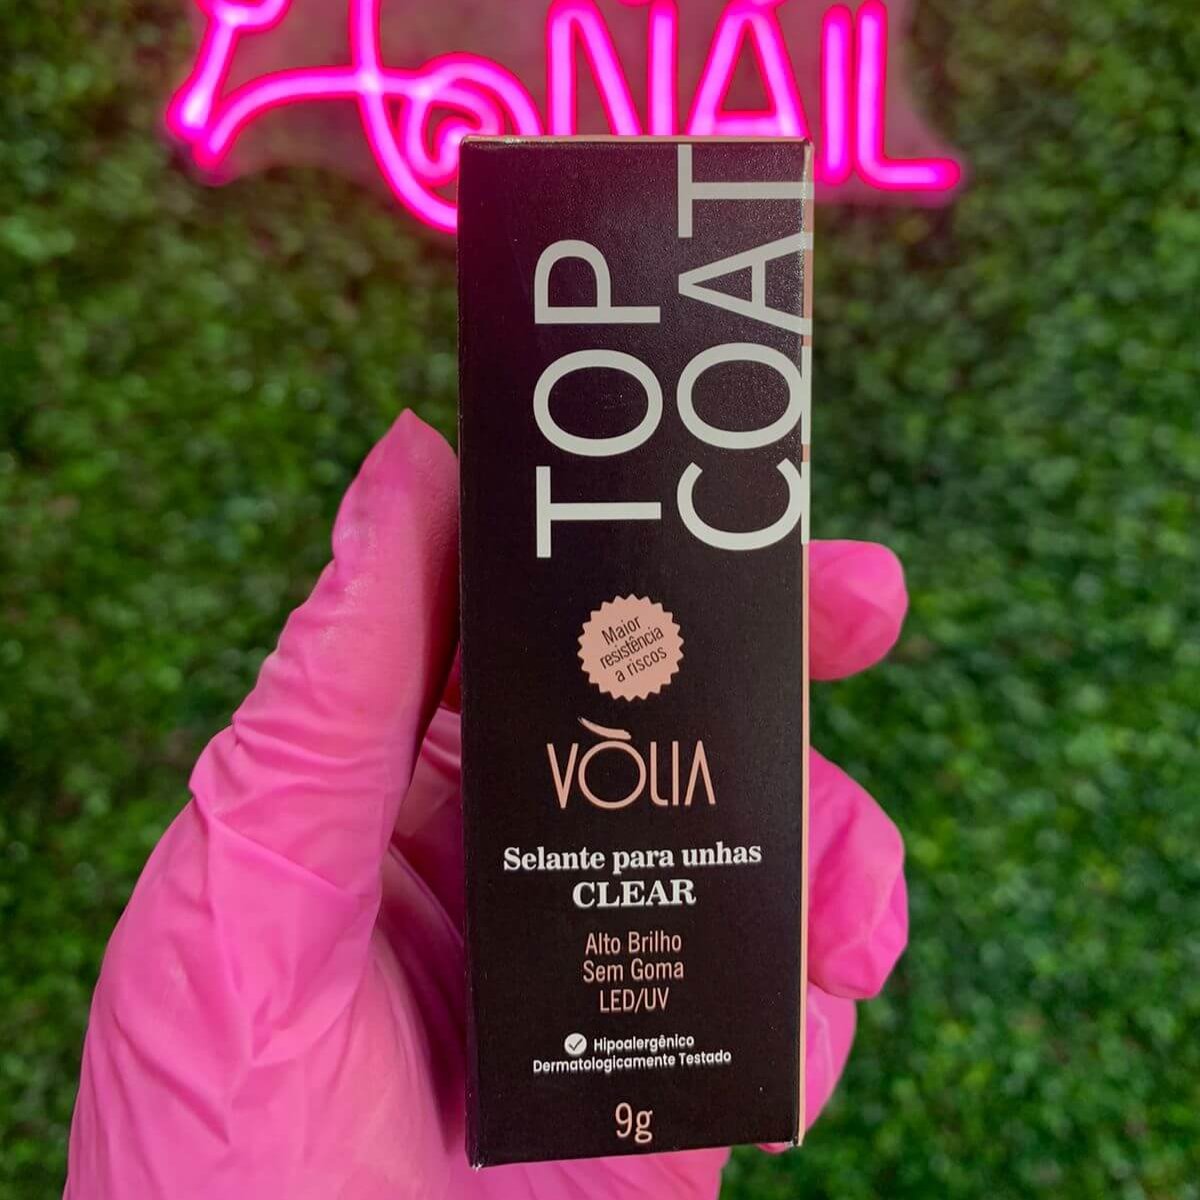 NAIL
TOP
COAT
Maior
resistência
a riscos
VÒLIA
Selante para unhas
CLEAR
Alto Brilho
Sem Goma
LED/UV
Hipoalergênico
Dermatologicamente Testado
9g